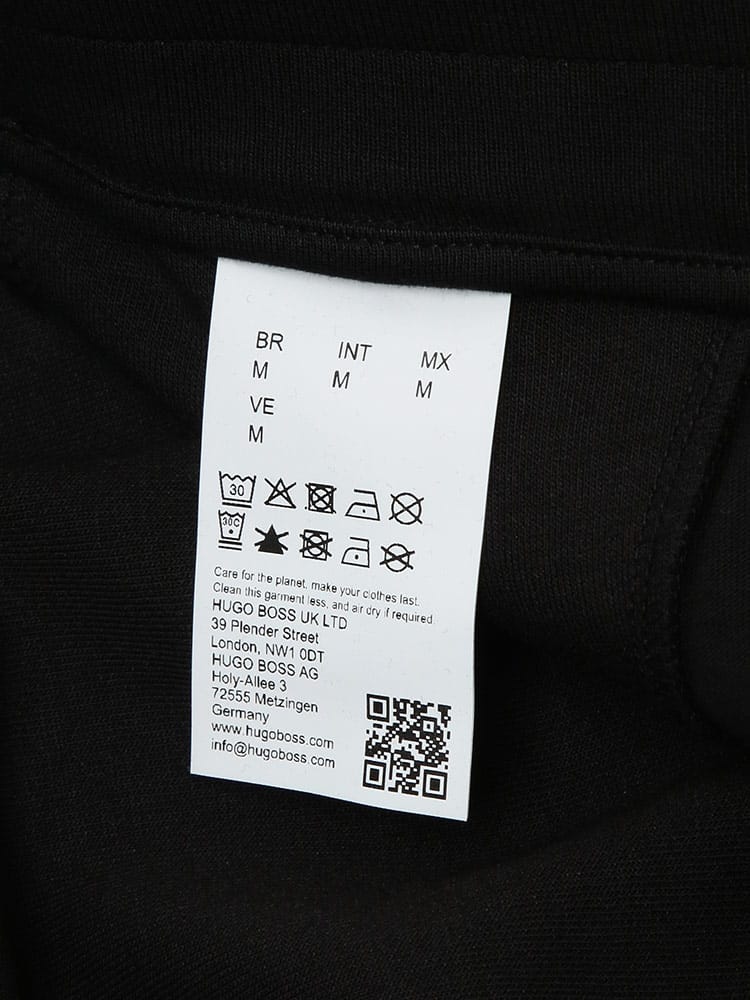 BR INT MX
M M M
VE
M
30
30C
Care for the planet, make your clothes last.
Clean this garment less, and air dry if required.
HUGO BOSS UK LTD
39 Plender Street
London, NW1 0DT
HUGO BOSS AG
Holy-Allee 3
72555 Metzingen
Germany
www.hugoboss.com
info@hugoboss.com